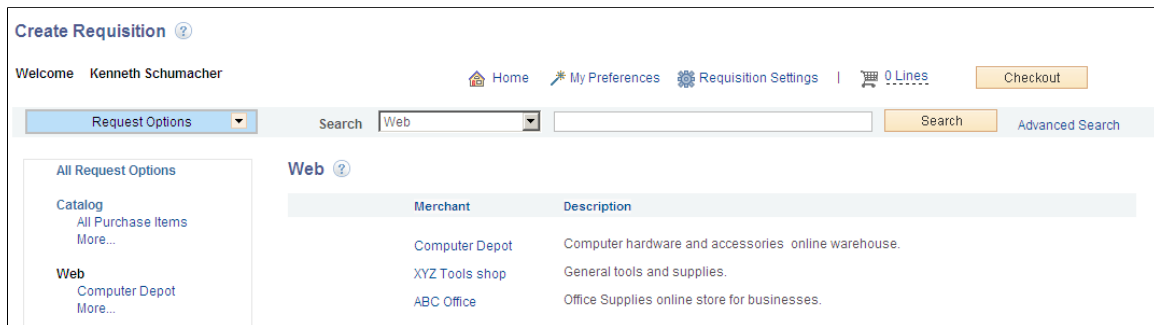 Create Requisition ?
Welcome Kenneth Schumacher
Home My Preferences Requisition Settings | 0 Lines Checkout
Request Options Search Web Search Advanced Search
All Request Options
Catalog
All Purchase Items
More...
Web
Computer Depot
More...
Web ?
Merchant Description
Computer Depot Computer hardware and accessories online warehouse.
XYZ Tools shop General tools and supplies.
ABC Office Office Supplies online store for businesses.